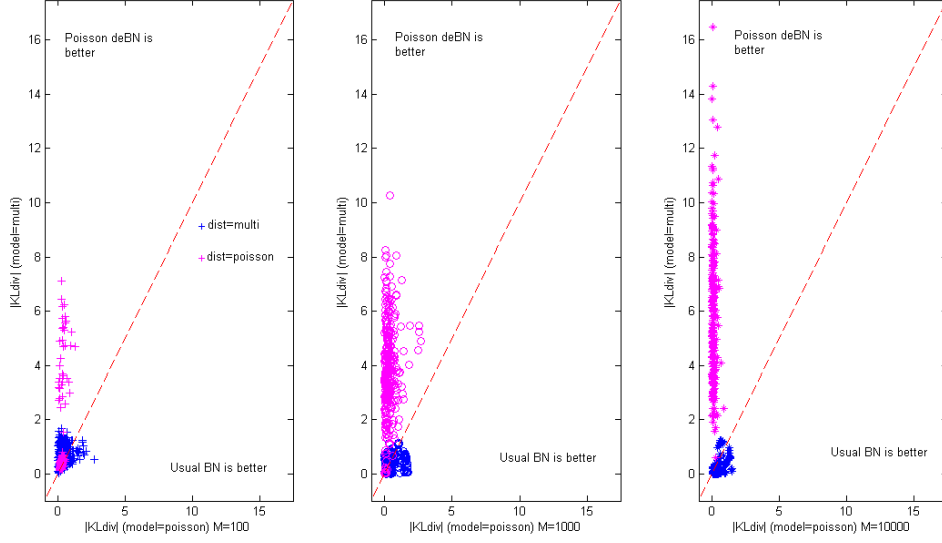 Poisson deBN is
better
16
14
12
10
8
6
4
2
0
|KLdiv| (model=multi)
dist=multi
dist=poisson
Usual BN is better
0
5
10
15
|KLdiv| (model=poisson) M=100
Poisson deBN is
better
16
14
12
10
8
6
4
2
0
|KLdiv| (model=multi)
Usual BN is better
0
5
10
15
|KLdiv| (model=poisson) M=1000
Poisson deBN is
better
16
14
12
10
8
6
4
2
0
|KLdiv| (model=multi)
Usual BN is better
0
5
10
15
|KLdiv| (model=poisson) M=10000